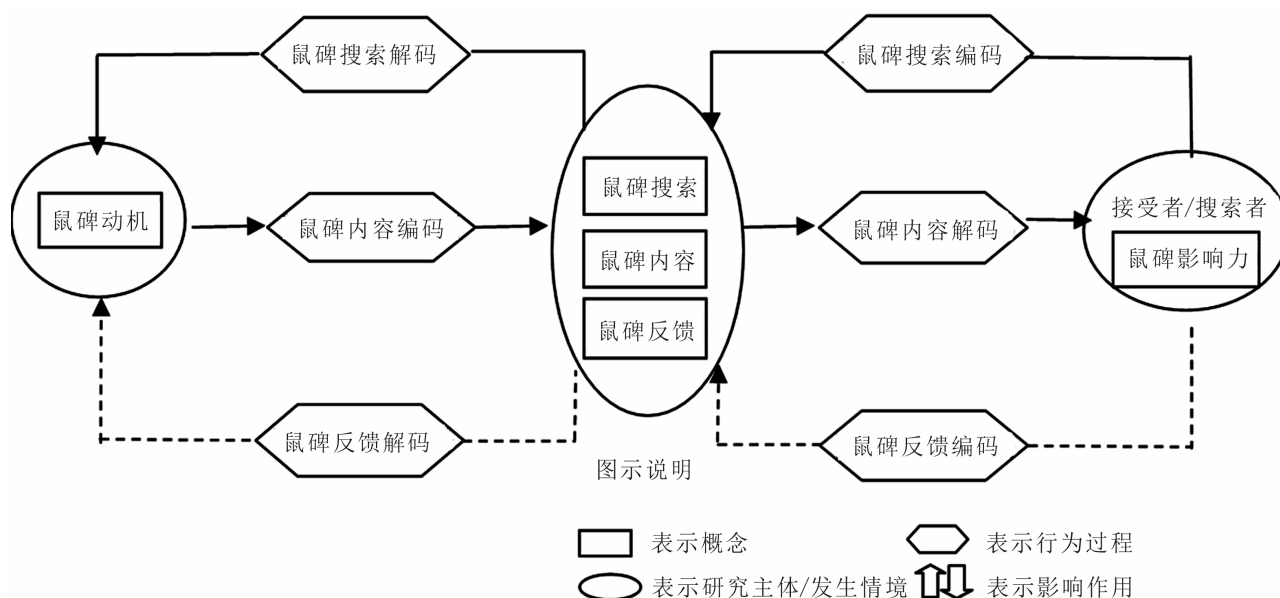 鼠碑搜索解码
鼠碑搜索编码
鼠碑搜索
鼠碑动机
鼠碑内容编码
鼠碑内容
鼠碑内容解码
接受者/搜索者
鼠碑影响力
鼠碑反馈
鼠碑反馈解码
鼠碑反馈编码
图示说明
表示概念
表示行为过程
表示研究主体/发生情境
表示影响作用